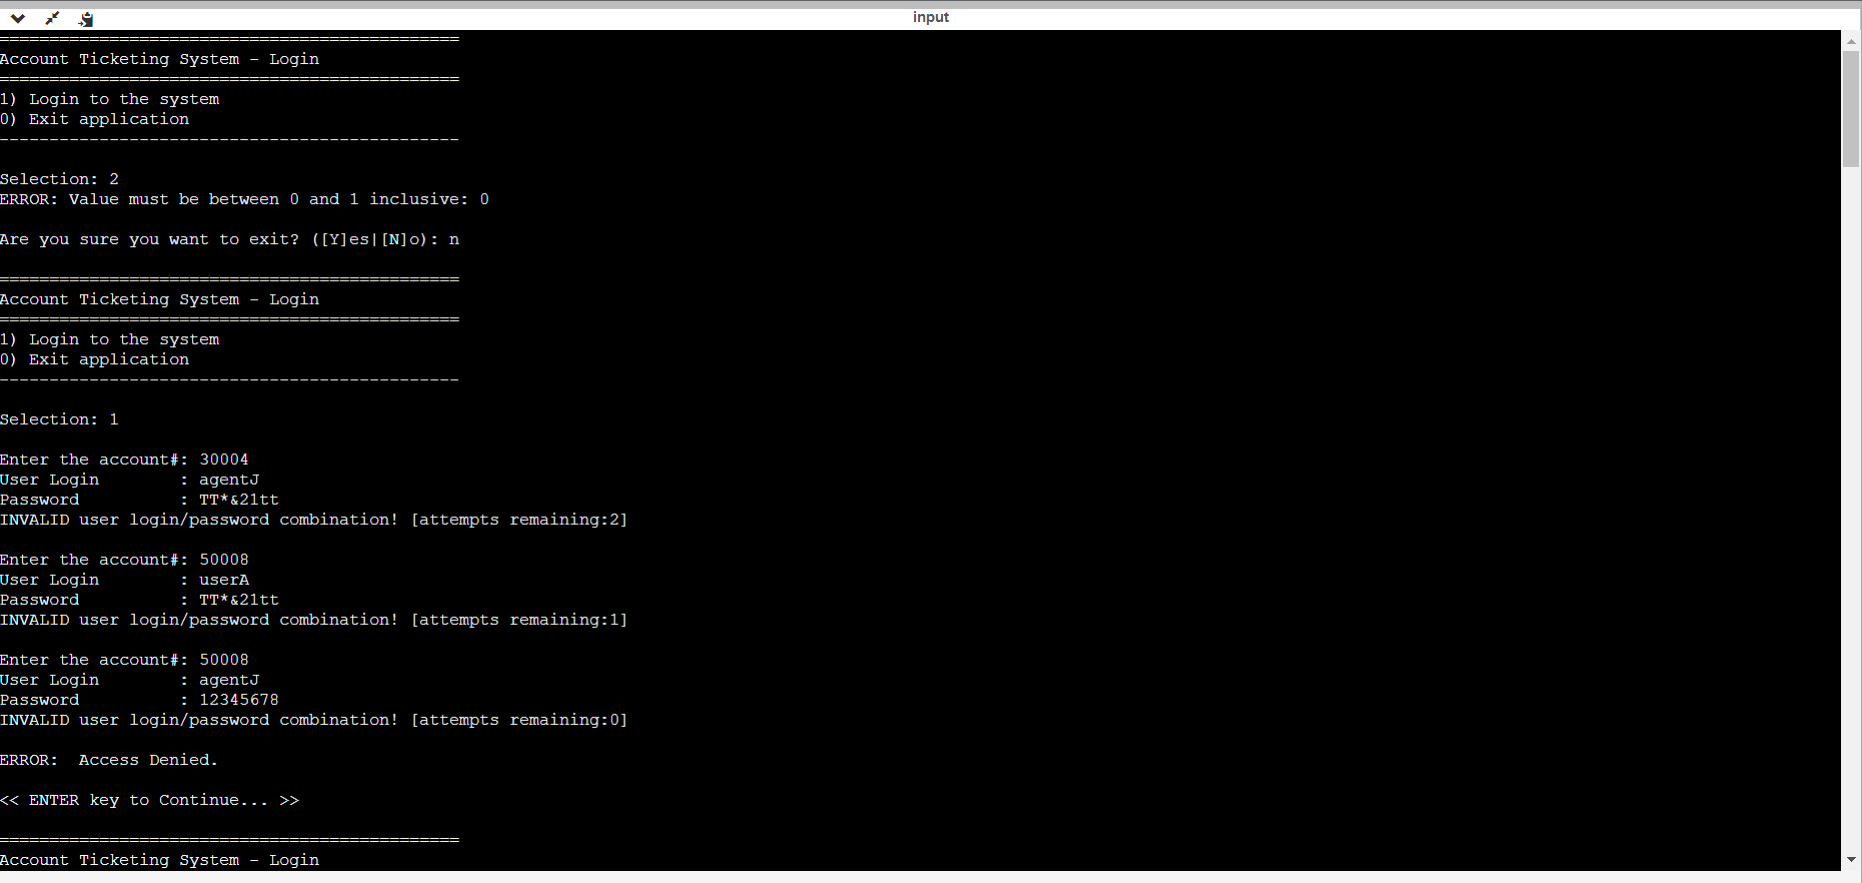 input
==============================================
Account Ticketing System - Login
==============================================
1) Login to the system
0) Exit application
----------------------------------------------
Selection: 2
ERROR: Value must be between 0 and 1 inclusive: 0
Are you sure you want to exit? ([Y]es|[N]o): n
==============================================
Account Ticketing System - Login
==============================================
1) Login to the system
0) Exit application
----------------------------------------------
Selection: 1
Enter the account#: 30004
User Login        : agentJ
Password          : TT*&21tt
INVALID user login/password combination! [attempts remaining:2]
Enter the account#: 50008
User Login        : userA
Password          : TT*&21tt
INVALID user login/password combination! [attempts remaining:1]
Enter the account#: 50008
User Login        : agentJ
Password          : 12345678
INVALID user login/password combination! [attempts remaining:0]
ERROR:  Access Denied.
<< ENTER key to Continue... >>
==============================================
Account Ticketing System - Login